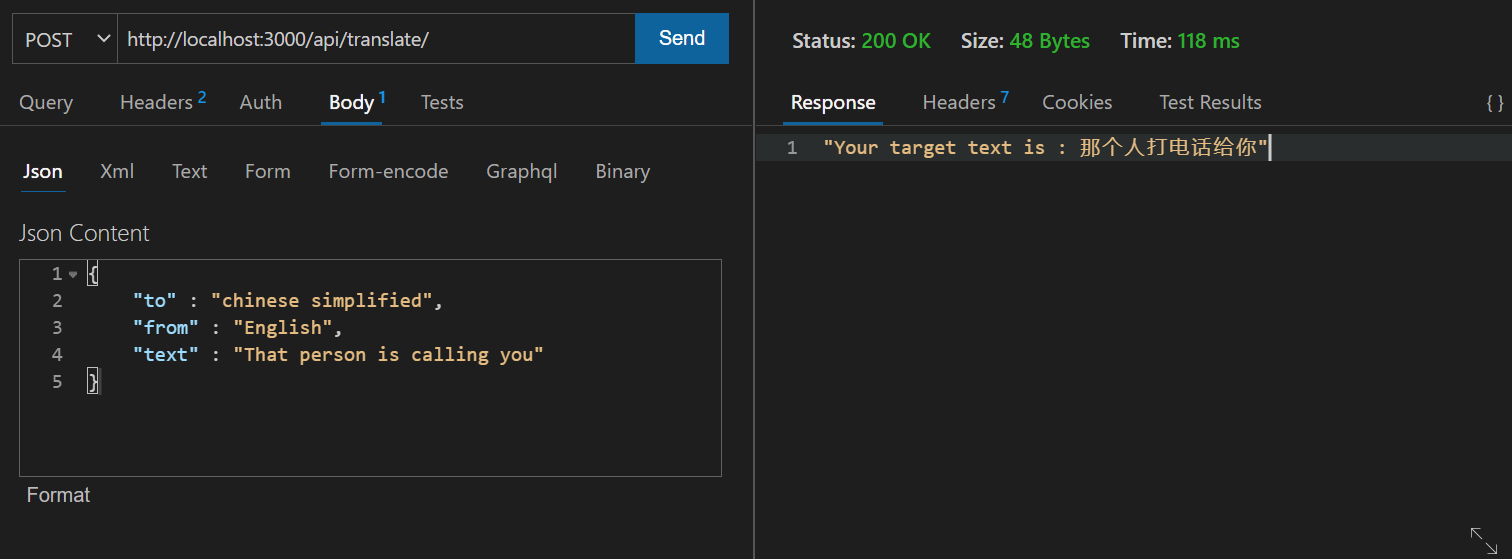 POST http://localhost:3000/api/translate/ Send
Query Headers 2 Auth Body 1 Tests
Json Xml Text Form Form-encode Graphql Binary
Json Content
1 {
2 "to" : "chinese simplified",
3 "from" : "English",
4 "text" : "That person is calling you"
5 }
Format
Status: 200 OK Size: 48 Bytes Time: 118 ms
Response Headers 7 Cookies Test Results { }
1 "Your target text is : 那个人打电话给你"